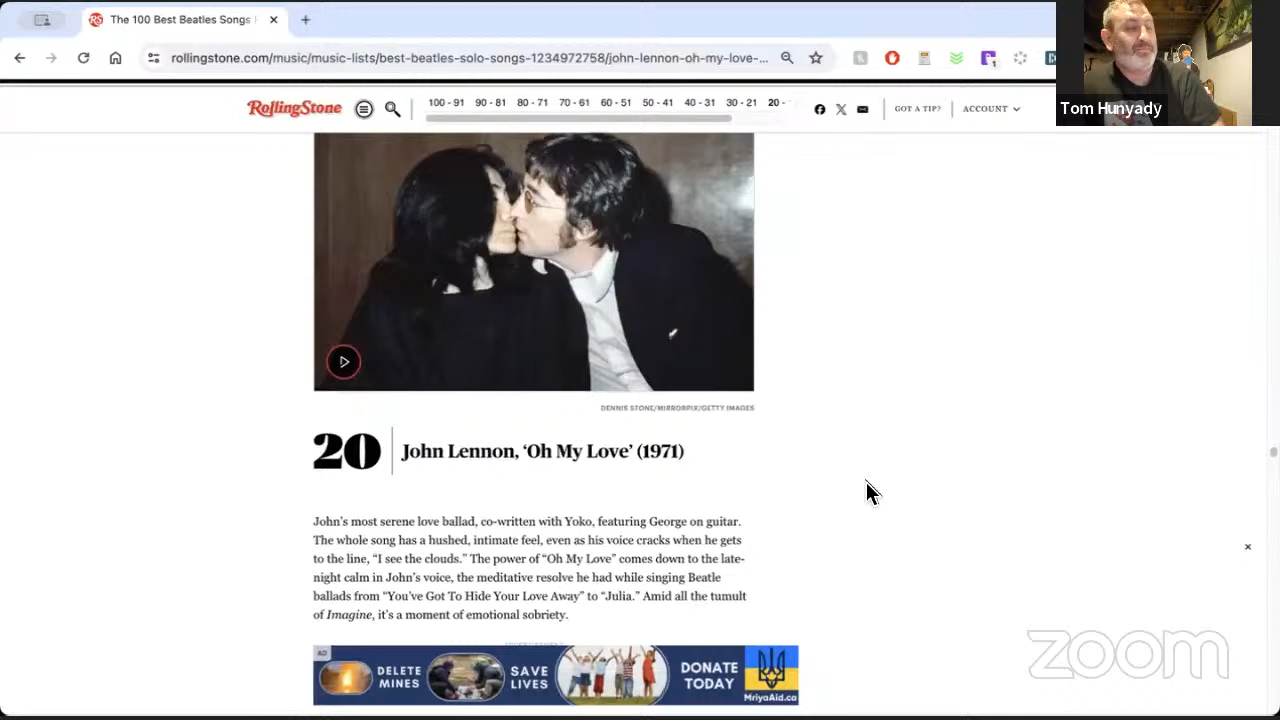 The 100 Best Beatles Songs
rollingstone.com/music/music-lists/best-beatles-solo-songs-1234972758/john-lennon-oh-my-love-...
RollingStone
100 - 91 90 - 81 80 - 71 70 - 61 60 - 51 50 - 41 40 - 31 30 - 21 20 -
GOT A TIP?
ACCOUNT
Tom Hunyady
DENNIS STONE/MIRRORPIX/GETTY IMAGES
20
John Lennon, ‘Oh My Love’ (1971)
John’s most serene love ballad, co-written with Yoko, featuring George on guitar.
The whole song has a hushed, intimate feel, even as his voice cracks when he gets
to the line, “I see the clouds.” The power of “Oh My Love” comes down to the late-
night calm in John’s voice, the meditative resolve he had while singing Beatle
ballads from “You’ve Got To Hide Your Love Away” to “Julia.” Amid all the tumult
of Imagine, it’s a moment of emotional sobriety.
ADVERTISEMENT
AD
DELETE
MINES
SAVE
LIVES
DONATE
TODAY
MriyaAid.ca
zoom